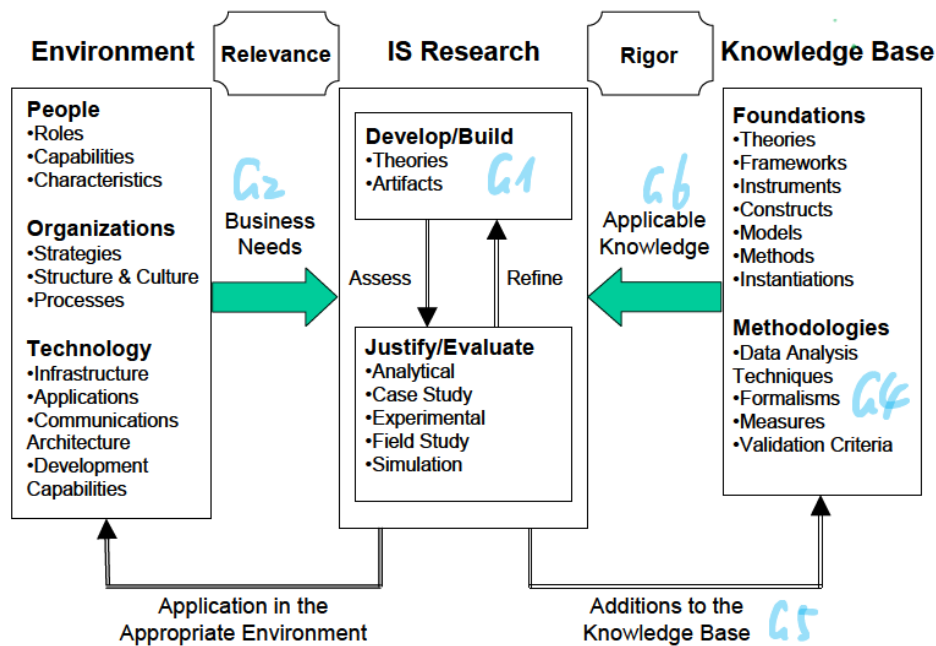 Environment
Relevance
IS Research
Rigor
Knowledge Base
People
•Roles
•Capabilities
•Characteristics
Organizations
•Strategies
•Structure & Culture
•Processes
Technology
•Infrastructure
•Applications
•Communications
Architecture
•Development
Capabilities
G2
Business
Needs
Develop/Build
•Theories
•Artifacts
G1
Assess
Refine
Justify/Evaluate
•Analytical
•Case Study
•Experimental
•Field Study
•Simulation
G6
Applicable
Knowledge
Foundations
•Theories
•Frameworks
•Instruments
•Constructs
•Models
•Methods
•Instantiations
Methodologies
•Data Analysis
Techniques
•Formalisms
•Measures
•Validation Criteria
G4
Application in the
Appropriate Environment
Additions to the
Knowledge Base
G5